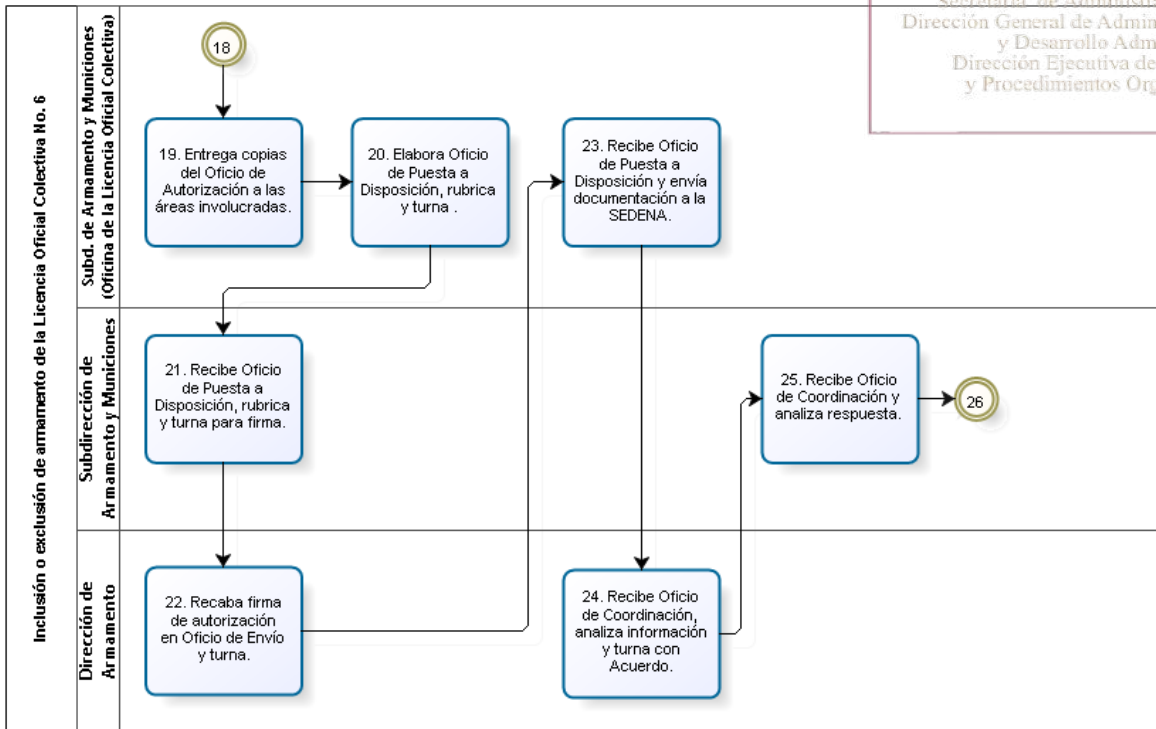 Secretaría de Administra
Dirección General de Admin
y Desarrollo Adm
Dirección Ejecutiva de
y Procedimientos Org
Inclusión o exclusión de armamento de la Licencia Oficial Colectiva No. 6
Subd. de Armamento y Municiones
(Oficina de la Licencia Oficial Colectiva)
18
19. Entrega copias
del Oficio de
Autorización a las
áreas involucradas.
20. Elabora Oficio
de Puesta a
Disposición, rubrica
y turna .
23. Recibe Oficio
de Puesta a
Disposición y envía
documentación a la
SEDENA.
Subdirección de
Armamento y Municiones
21. Recibe Oficio
de Puesta a
Disposición, rubrica
y turna para firma.
25. Recibe Oficio
de Coordinación y
analiza respuesta.
26
Dirección de
Armamento
22. Recaba firma
de autorización
en Oficio de Envío
y turna.
24. Recibe Oficio
de Coordinación,
analiza información
y turna con
Acuerdo.